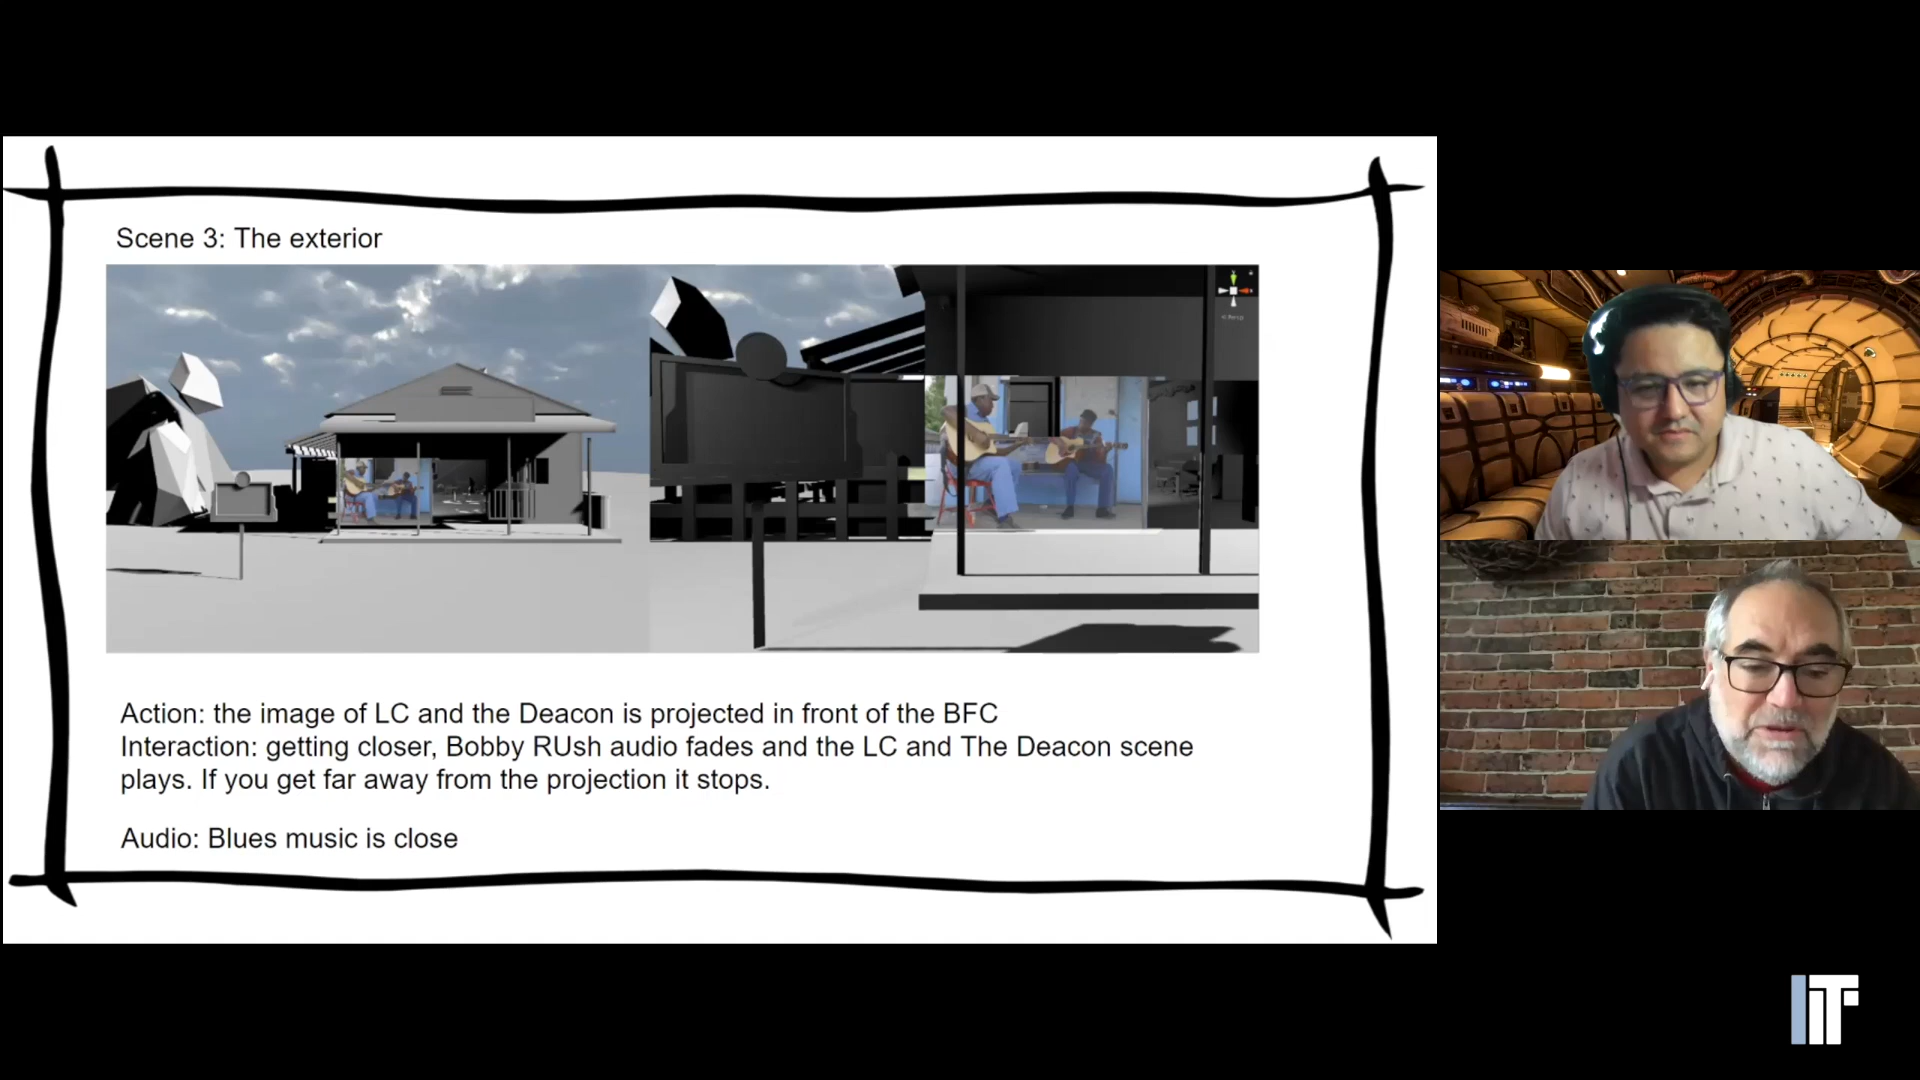 Scene 3: The exterior
Action: the image of LC and the Deacon is projected in front of the BFC
Interaction: getting closer, Bobby RUsh audio fades and the LC and The Deacon scene
plays. If you get far away from the projection it stops.
Audio: Blues music is close